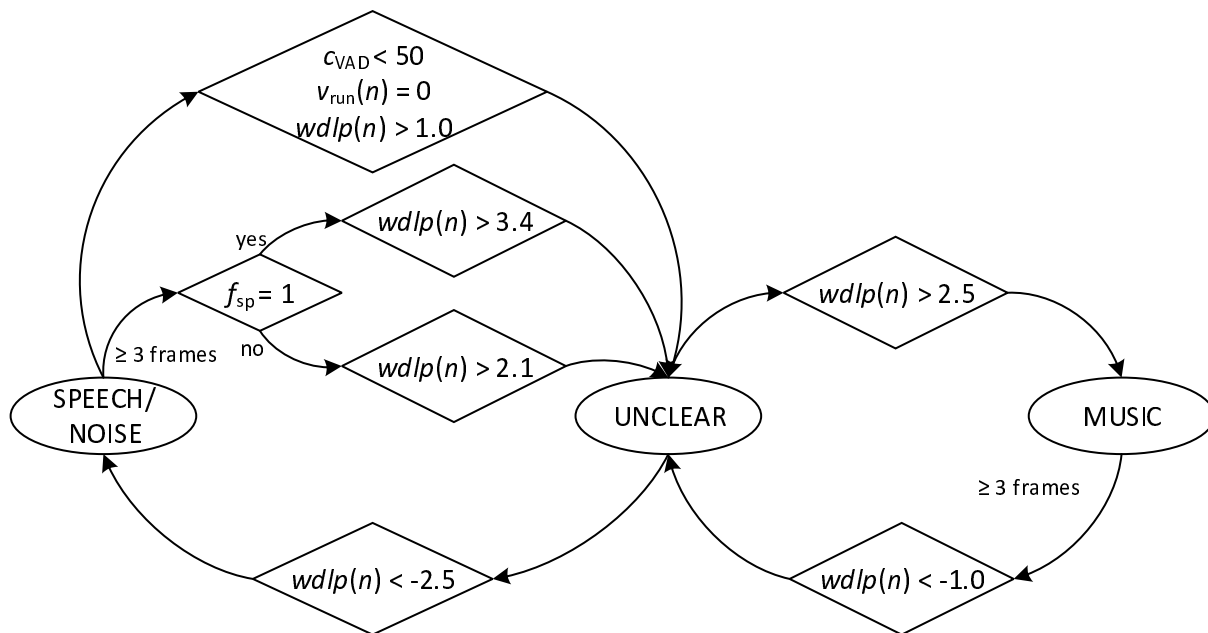 c_VAD < 50
v_run(n) = 0
wdlp(n) > 1.0
wdlp(n) > 3.4
yes
f_sp = 1
wdlp(n) > 2.5
no
≥ 3 frames
wdlp(n) > 2.1
SPEECH/
NOISE
UNCLEAR
MUSIC
≥ 3 frames
wdlp(n) < -2.5
wdlp(n) < -1.0